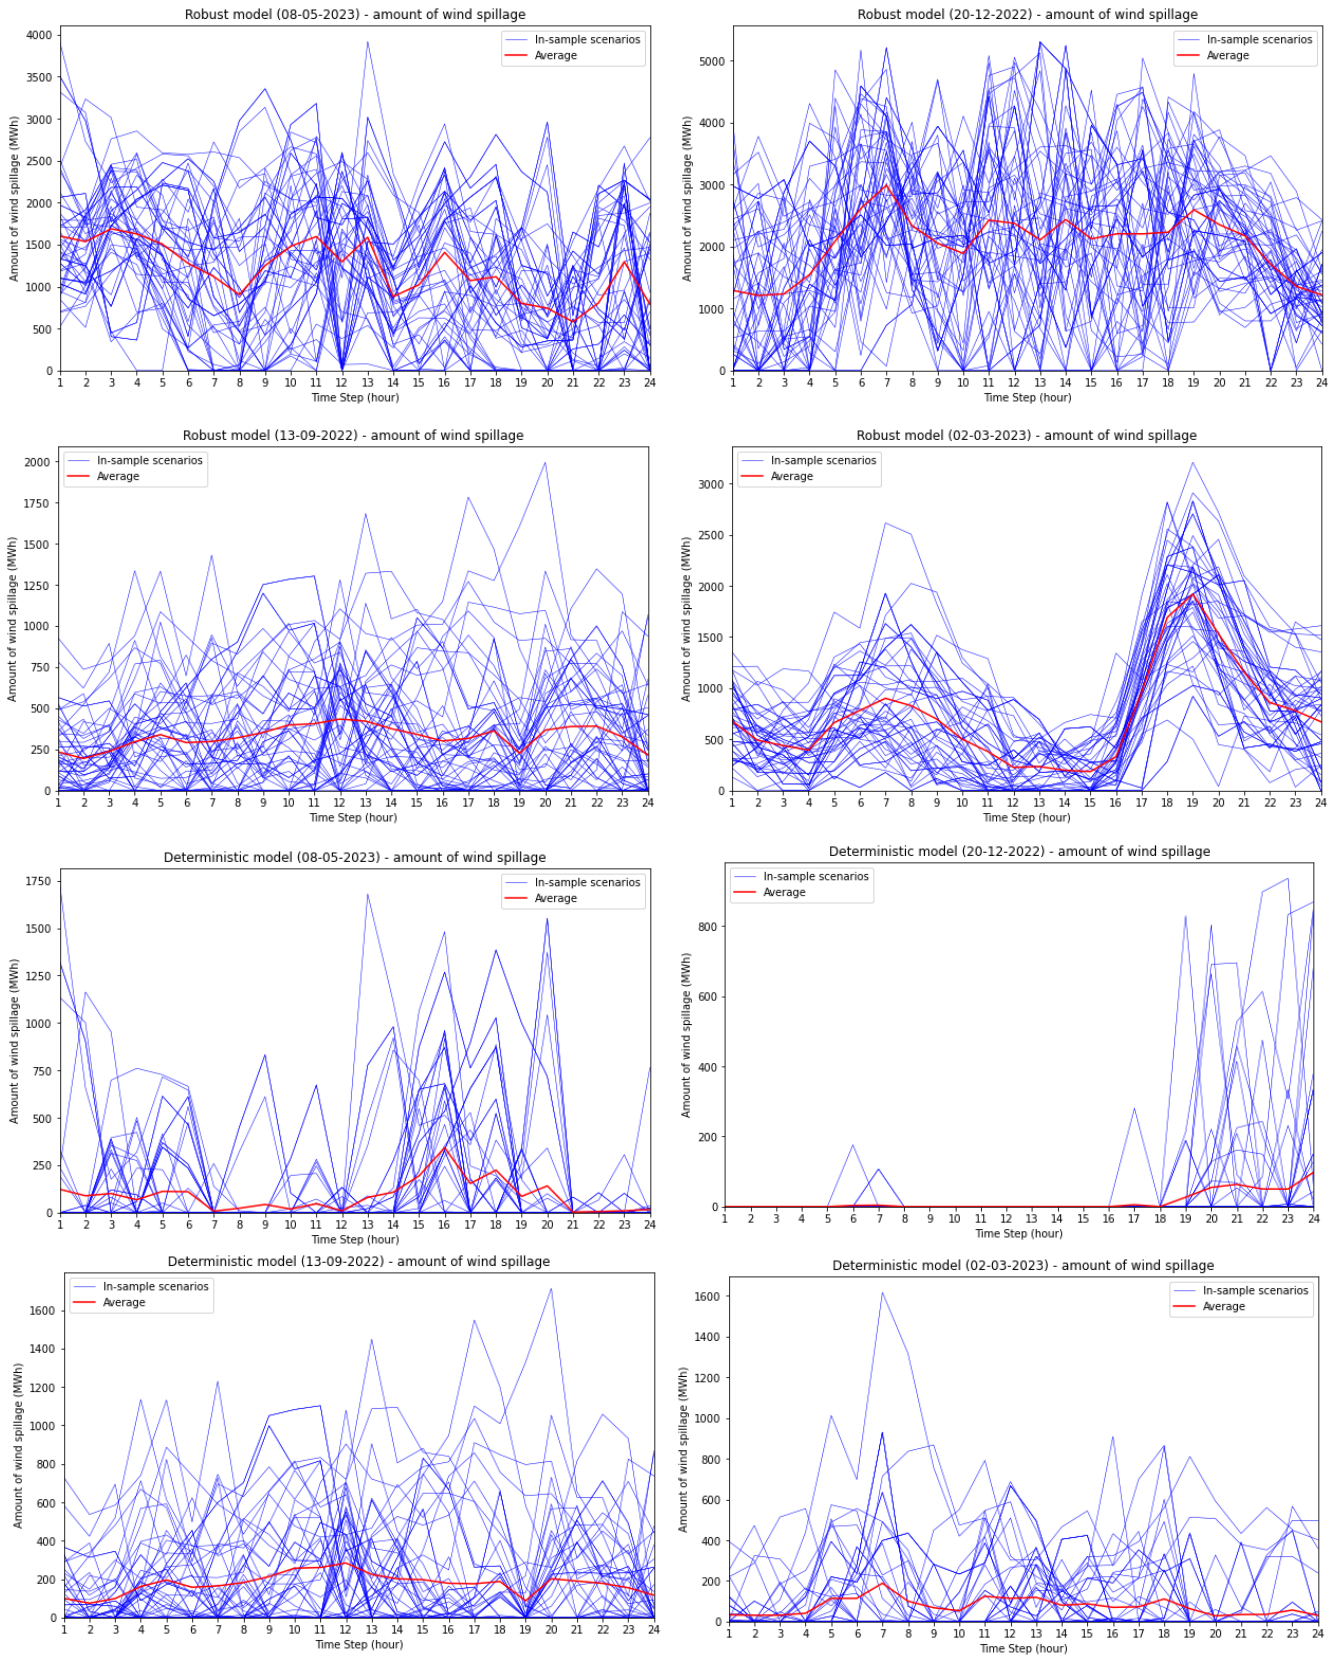 Robust model (08-05-2023) - amount of wind spillage
In-sample scenarios
Average
Amount of wind spillage (MWh)
4000
3500
3000
2500
2000
1500
1000
500
0
1 2 3 4 5 6 7 8 9 10 11 12 13 14 15 16 17 18 19 20 21 22 23 24
Time Step (hour)
Robust model (20-12-2022) - amount of wind spillage
In-sample scenarios
Average
Amount of wind spillage (MWh)
5000
4000
3000
2000
1000
0
1 2 3 4 5 6 7 8 9 10 11 12 13 14 15 16 17 18 19 20 21 22 23 24
Time Step (hour)
Robust model (13-09-2022) - amount of wind spillage
In-sample scenarios
Average
Amount of wind spillage (MWh)
2000
1750
1500
1250
1000
750
500
250
0
1 2 3 4 5 6 7 8 9 10 11 12 13 14 15 16 17 18 19 20 21 22 23 24
Time Step (hour)
Robust model (02-03-2023) - amount of wind spillage
In-sample scenarios
Average
Amount of wind spillage (MWh)
3000
2500
2000
1500
1000
500
0
1 2 3 4 5 6 7 8 9 10 11 12 13 14 15 16 17 18 19 20 21 22 23 24
Time Step (hour)
Deterministic model (08-05-2023) - amount of wind spillage
In-sample scenarios
Average
Amount of wind spillage (MWh)
1750
1500
1250
1000
750
500
250
0
1 2 3 4 5 6 7 8 9 10 11 12 13 14 15 16 17 18 19 20 21 22 23 24
Time Step (hour)
Deterministic model (20-12-2022) - amount of wind spillage
In-sample scenarios
Average
Amount of wind spillage (MWh)
800
600
400
200
0
1 2 3 4 5 6 7 8 9 10 11 12 13 14 15 16 17 18 19 20 21 22 23 24
Time Step (hour)
Deterministic model (13-09-2022) - amount of wind spillage
In-sample scenarios
Average
Amount of wind spillage (MWh)
1600
1400
1200
1000
800
600
400
200
0
1 2 3 4 5 6 7 8 9 10 11 12 13 14 15 16 17 18 19 20 21 22 23 24
Time Step (hour)
Deterministic model (02-03-2023) - amount of wind spillage
In-sample scenarios
Average
Amount of wind spillage (MWh)
1600
1400
1200
1000
800
600
400
200
0
1 2 3 4 5 6 7 8 9 10 11 12 13 14 15 16 17 18 19 20 21 22 23 24
Time Step (hour)